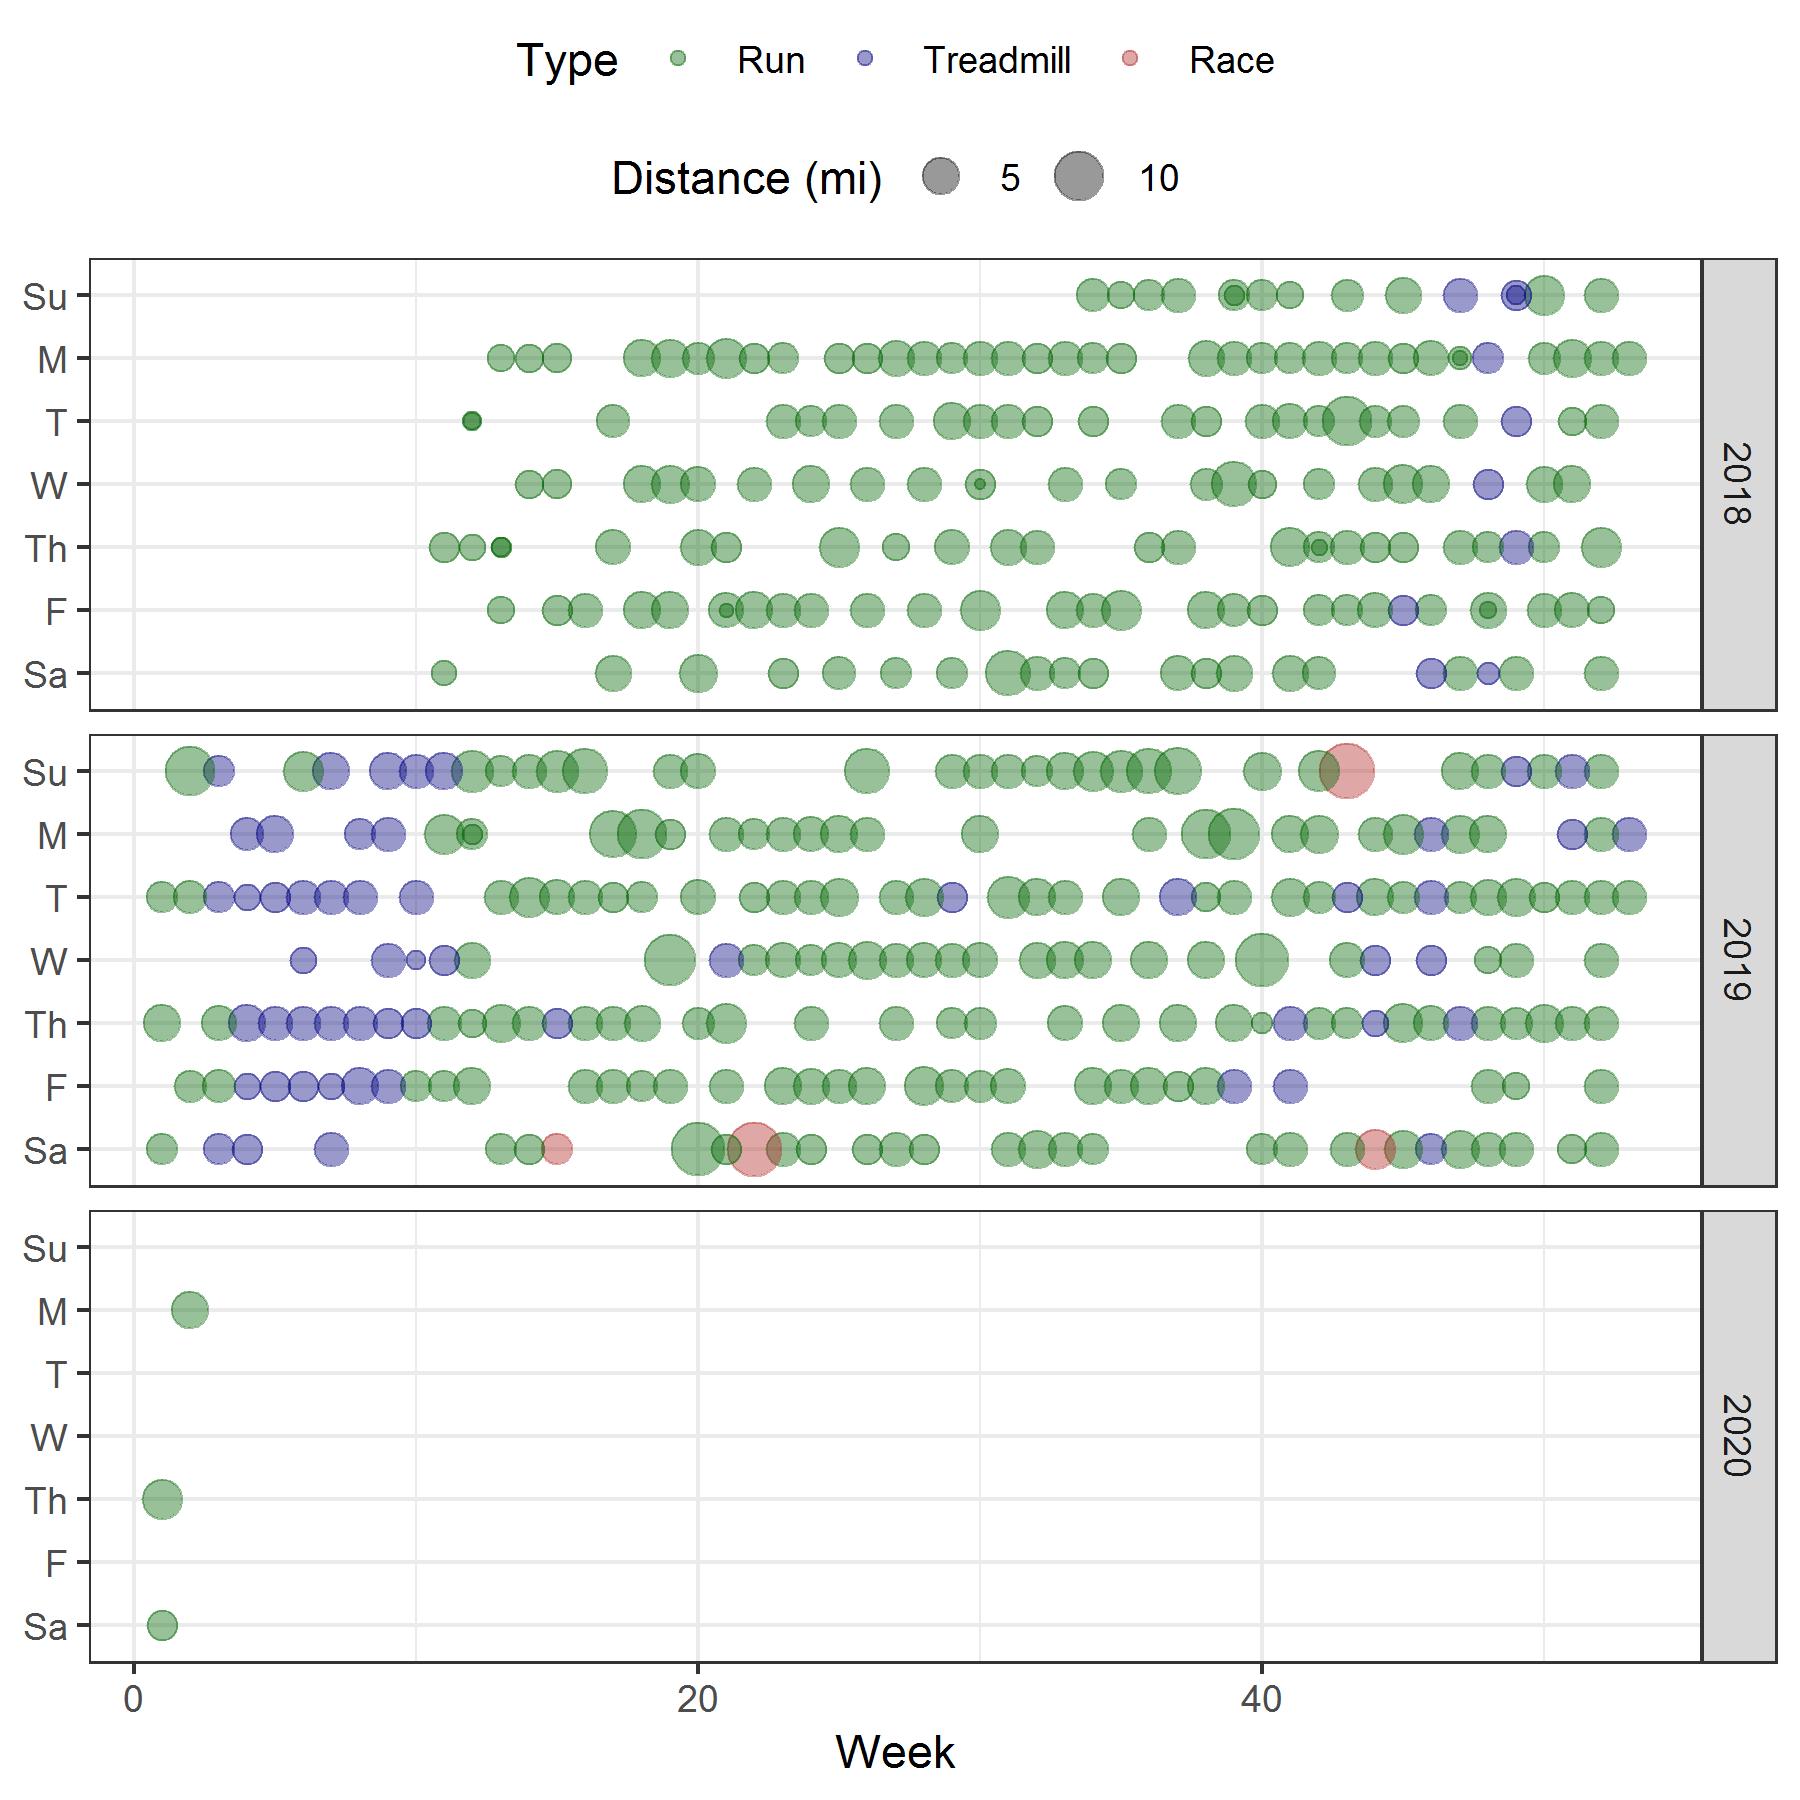 Type Run Treadmill Race
Distance (mi) 5 10
Su
M
T
W
Th
F
Sa
2018
Su
M
T
W
Th
F
Sa
2019
Su
M
T
W
Th
F
Sa
2020
0 20 40
Week